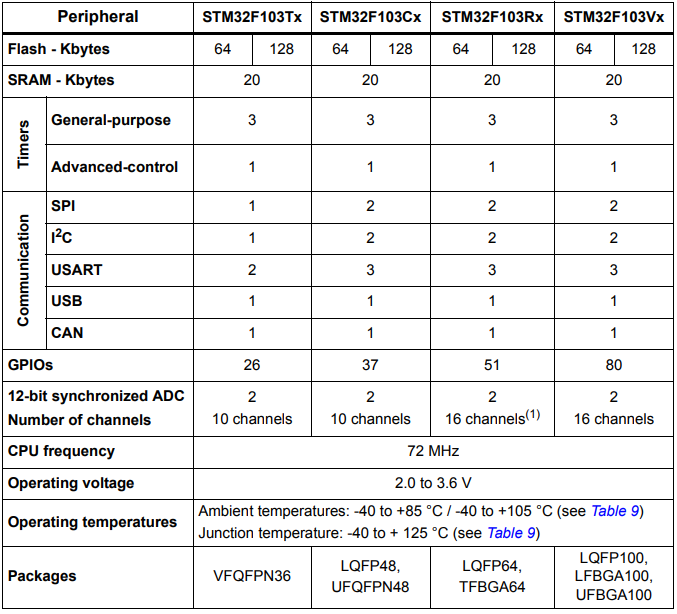 Peripheral STM32F103Tx STM32F103Cx STM32F103Rx STM32F103Vx
Flash - Kbytes 64 128 64 128 64 128 64 128
SRAM - Kbytes 20 20 20 20
Timers
General-purpose 3 3 3 3
Advanced-control 1 1 1 1
Communication
SPI 1 2 2 2
I²C 1 2 2 2
USART 2 3 3 3
USB 1 1 1 1
CAN 1 1 1 1
GPIOs 26 37 51 80
12-bit synchronized ADC 2 2 2 2
Number of channels 10 channels 10 channels 16 channels(1) 16 channels
CPU frequency 72 MHz
Operating voltage 2.0 to 3.6 V
Operating temperatures
Ambient temperatures: -40 to +85 °C / -40 to +105 °C (see Table 9)
Junction temperature: -40 to + 125 °C (see Table 9)
Packages
VFQFPN36
LQFP48,
UFQFPN48
LQFP64,
TFBGA64
LQFP100,
LFBGA100,
UFBGA100